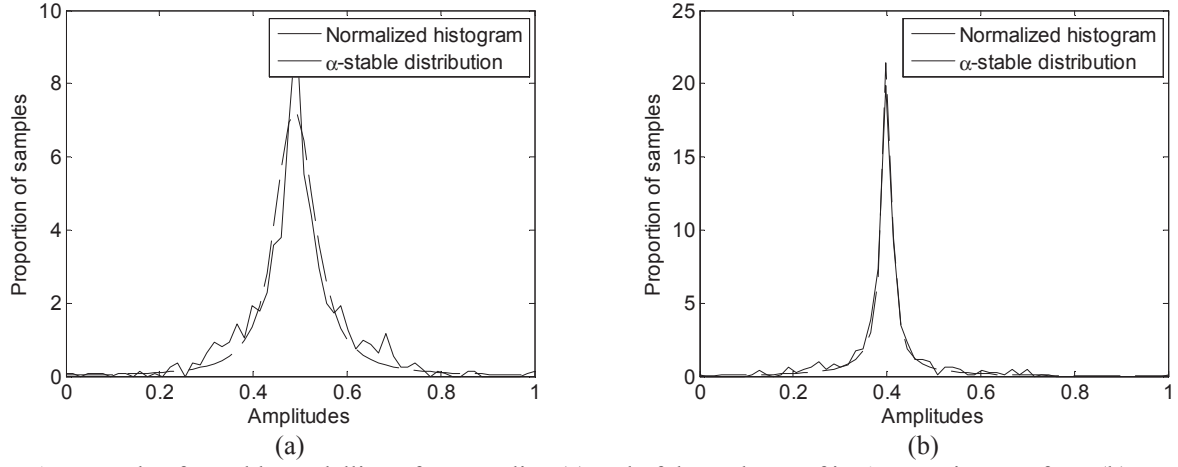 10
8
6
4
2
0
Proportion of samples
Normalized histogram
α-stable distribution
0 0.2 0.4 0.6 0.8 1
Amplitudes
(a)
25
20
15
10
5
0
Proportion of samples
Normalized histogram
α-stable distribution
0 0.2 0.4 0.6 0.8 1
Amplitudes
(b)